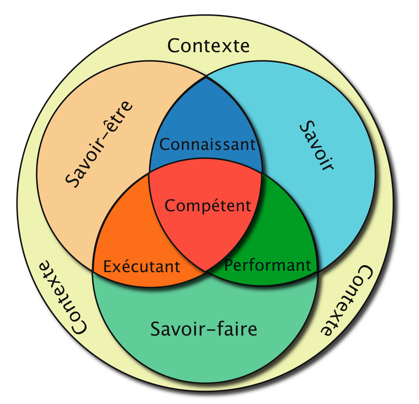 Contexte
Savoir-être
Savoir
Connaissant
Compétent
Exécutant
Performant
Contexte
Contexte
Savoir-faire